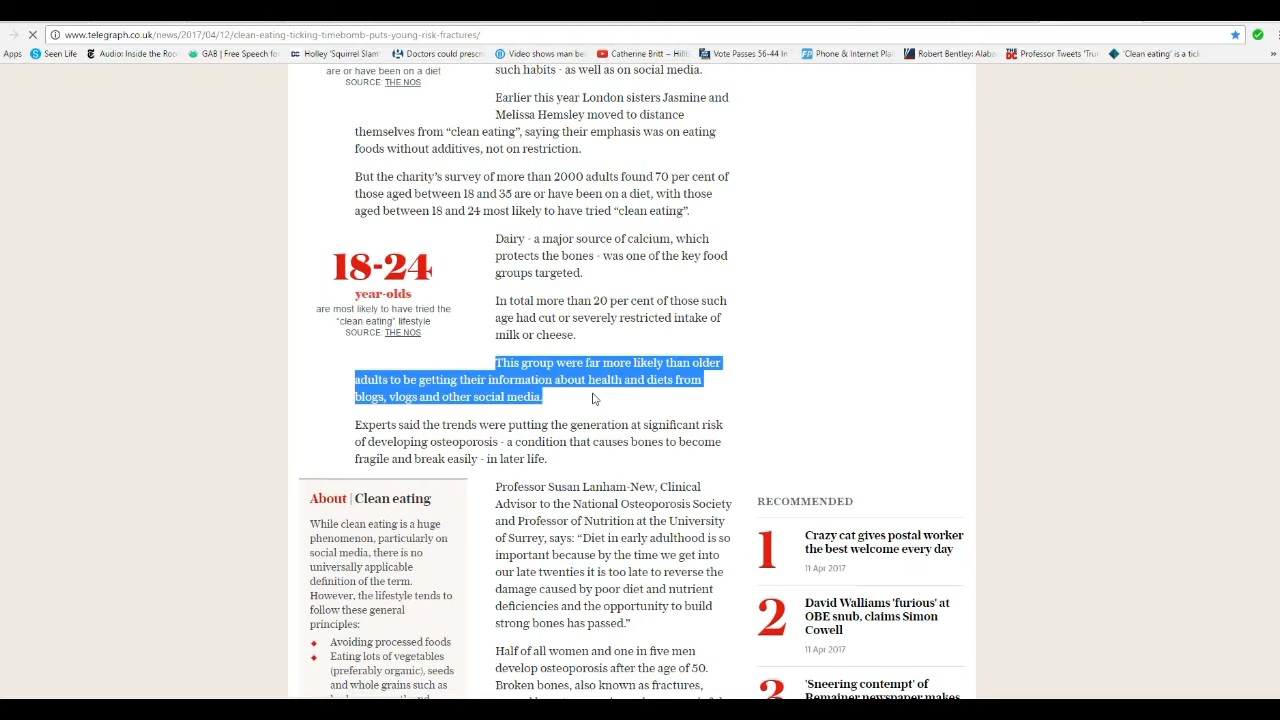 www.telegraph.co.uk/news/2017/04/12/clean-eating-ticking-timebomb-puts-young-risk-fractures/
Apps
Seen Life
Audio: Inside the Roo
GAB | Free Speech fo
Holley 'Squirrel Slam'
Doctors could prescri
Video shows man be
Catherine Britt – Hill
Vote Passes 56-44 In
Phone & Internet Pla
Robert Bentley: Alaba
Professor Tweets 'Tru
'Clean eating' is a tick
»
are or have been on a diet
SOURCE: THE NOS
such habits - as well as on social media.
Earlier this year London sisters Jasmine and
Melissa Hemsley moved to distance
themselves from “clean eating”, saying their emphasis was on eating
foods without additives, not on restriction.
But the charity’s survey of more than 2000 adults found 70 per cent of
those aged between 18 and 35 are or have been on a diet, with those
aged between 18 and 24 most likely to have tried “clean eating”.
18-24
year-olds
are most likely to have tried the
“clean eating” lifestyle
SOURCE: THE NOS
Dairy - a major source of calcium, which
protects the bones - was one of the key food
groups targeted.
In total more than 20 per cent of those such
age had cut or severely restricted intake of
milk or cheese.
This group were far more likely than older
adults to be getting their information about health and diets from
blogs, vlogs and other social media.
Experts said the trends were putting the generation at significant risk
of developing osteoporosis - a condition that causes bones to become
fragile and break easily - in later life.
About | Clean eating
While clean eating is a huge
phenomenon, particularly on
social media, there is no
universally applicable
definition of the term.
However, the lifestyle tends to
follow these general
principles:
Avoiding processed foods
Eating lots of vegetables
(preferably organic), seeds
and whole grains such as
Professor Susan Lanham-New, Clinical
Advisor to the National Osteoporosis Society
and Professor of Nutrition at the University
of Surrey, says: “Diet in early adulthood is so
important because by the time we get into
our late twenties it is too late to reverse the
damage caused by poor diet and nutrient
deficiencies and the opportunity to build
strong bones has passed.”
Half of all women and one in five men
develop osteoporosis after the age of 50.
Broken bones, also known as fractures,
RECOMMENDED
1
Crazy cat gives postal worker
the best welcome every day
11 Apr 2017
2
David Walliams 'furious' at
OBE snub, claims Simon
Cowell
11 Apr 2017
3
'Sneering contempt' of
Remainer newspaper makes